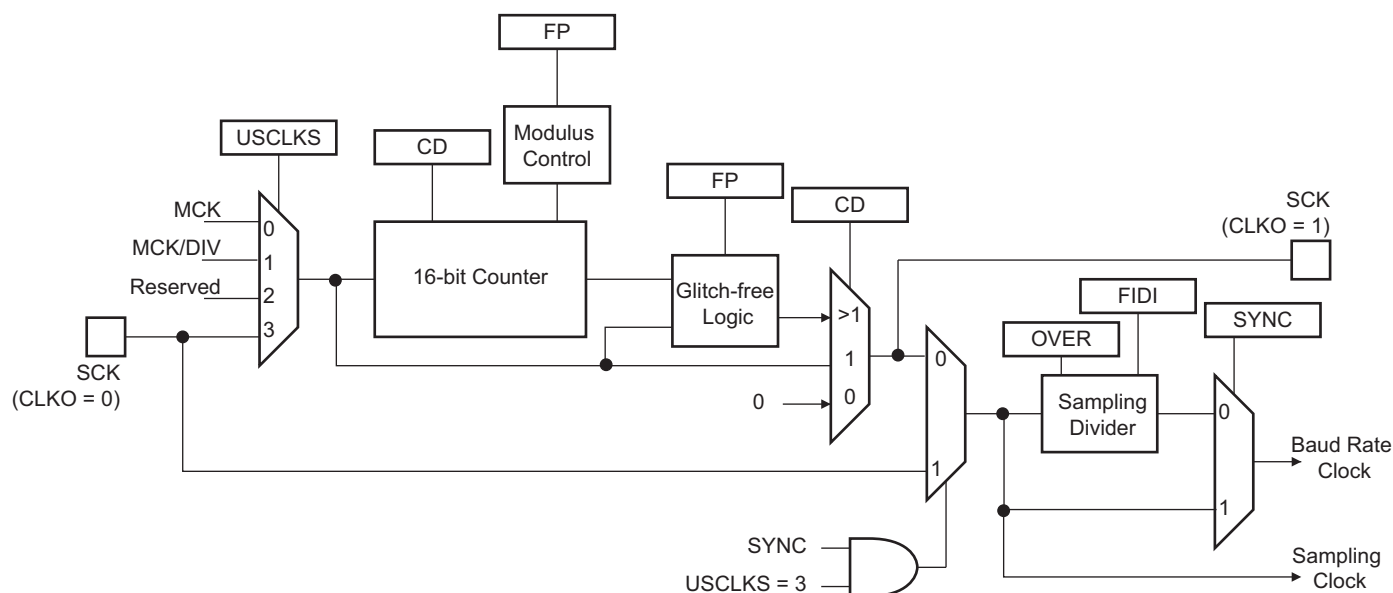 FP
USCLKS
CD
Modulus
Control
FP
CD
SCK
(CLKO = 1)
MCK
0
MCK/DIV
1
Reserved
2
3
16-bit Counter
Glitch-free
Logic
>1
1
0
0
SCK
(CLKO = 0)
0
1
FIDI
OVER
SYNC
Sampling
Divider
0
1
Baud Rate
Clock
SYNC
USCLKS = 3
Sampling
Clock